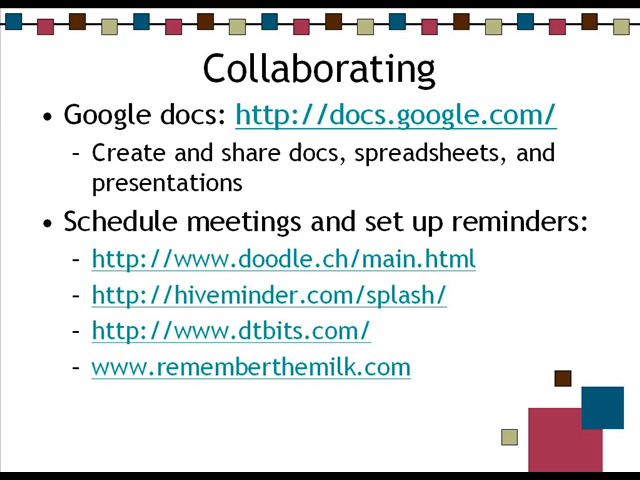 Collaborating
• Google docs: http://docs.google.com/
– Create and share docs, spreadsheets, and
presentations
• Schedule meetings and set up reminders:
– http://www.doodle.ch/main.html
– http://hiveminder.com/splash/
– http://www.dtbits.com/
– www.rememberthemilk.com